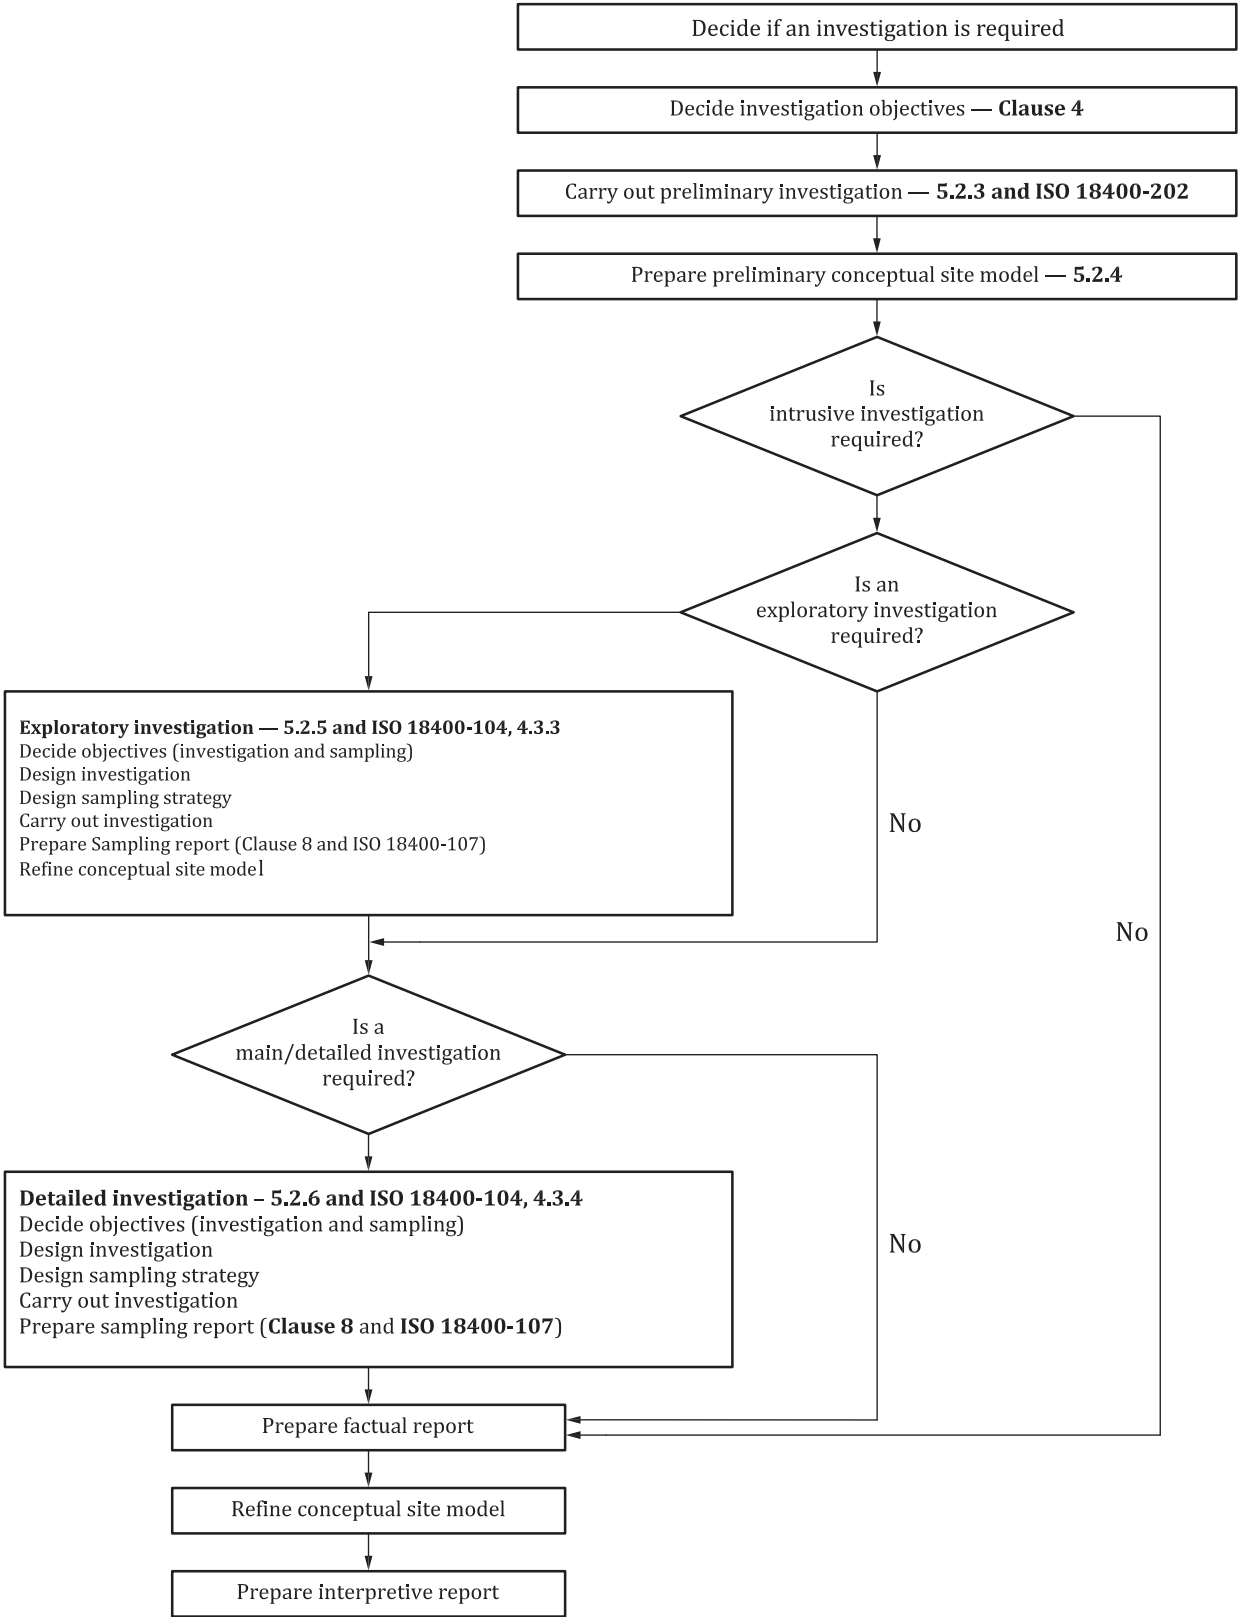 Decide if an investigation is required
Decide investigation objectives — Clause 4
Carry out preliminary investigation — 5.2.3 and ISO 18400-202
Prepare preliminary conceptual site model — 5.2.4
Is
intrusive investigation
required?
Is an
exploratory investigation
required?
Exploratory investigation — 5.2.5 and ISO 18400-104, 4.3.3
Decide objectives (investigation and sampling)
Design investigation
Design sampling strategy
Carry out investigation
Prepare Sampling report (Clause 8 and ISO 18400-107)
Refine conceptual site model
No
No
Is a
main/detailed investigation
required?
Detailed investigation – 5.2.6 and ISO 18400-104, 4.3.4
Decide objectives (investigation and sampling)
Design investigation
Design sampling strategy
Carry out investigation
Prepare sampling report (Clause 8 and ISO 18400-107)
No
Prepare factual report
Refine conceptual site model
Prepare interpretive report